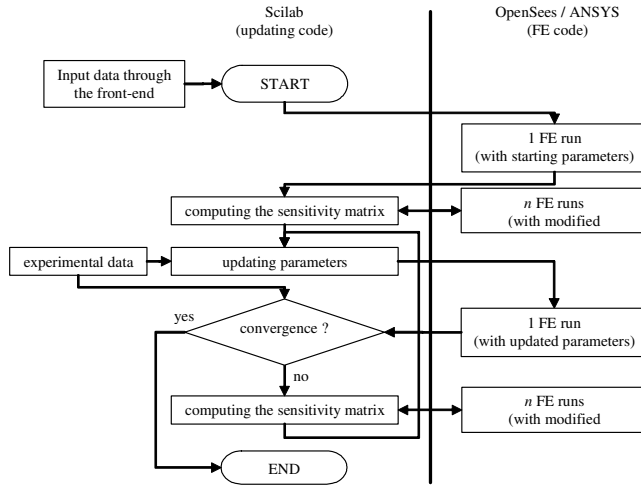 Scilab
(updating code)
OpenSees / ANSYS
(FE code)
Input data through
the front-end
START
1 FE run
(with starting parameters)
computing the sensitivity matrix
n FE runs
(with modified
experimental data
updating parameters
yes
convergence ?
1 FE run
(with updated parameters)
no
computing the sensitivity matrix
n FE runs
(with modified
END